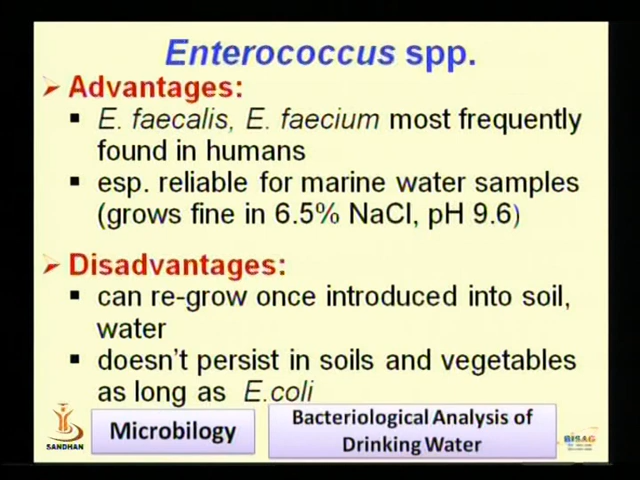 Enterococcus spp.
Advantages:
E. faecalis, E. faecium most frequently
found in humans
esp. reliable for marine water samples
(grows fine in 6.5% NaCl, pH 9.6)
Disadvantages:
can re-grow once introduced into soil,
water
doesn't persist in soils and vegetables
as long as E.coli
SANDHAN
Microbilogy
Bacteriological Analysis of
Drinking Water
BISAG